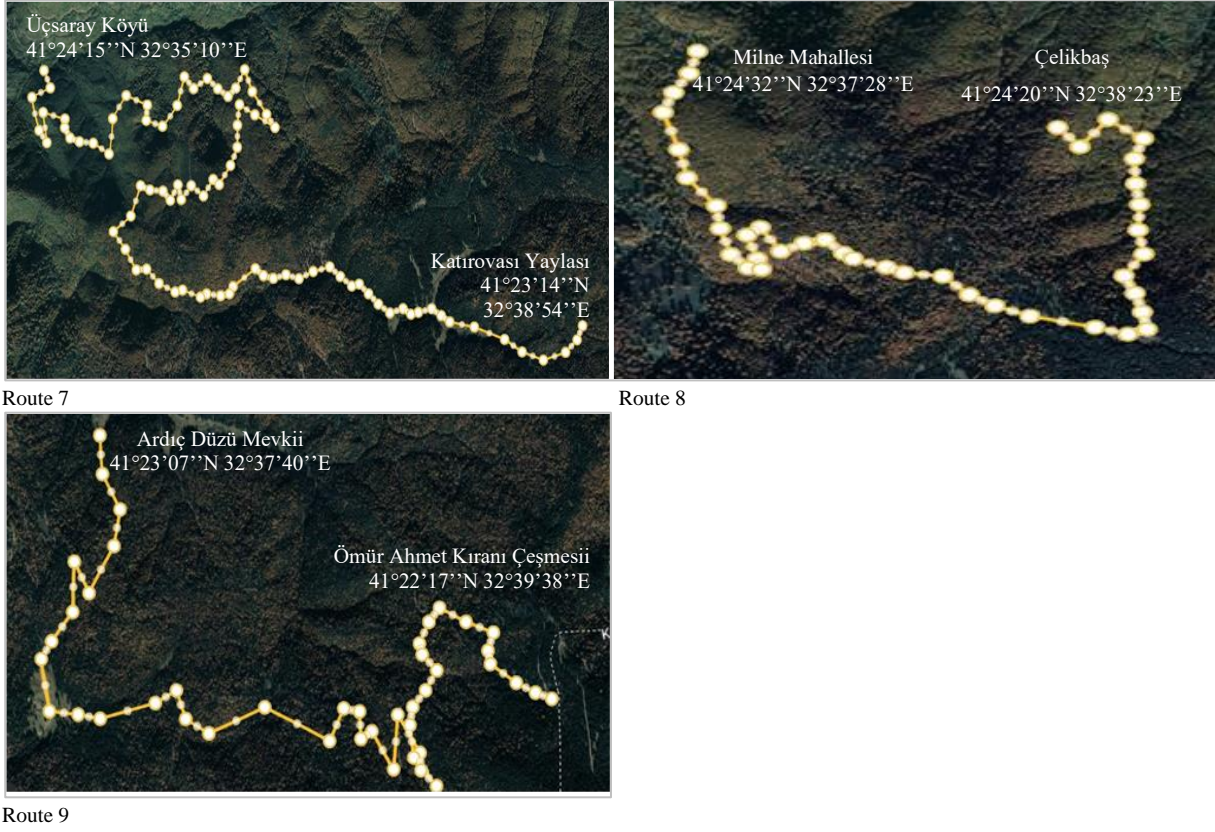 Üçsaray Köyü
41°24’15’’N 32°35’10’’E
Katırovası Yaylası
41°23’14’’N
32°38’54’’E
Route 7
Milne Mahallesi
41°24’32’’N 32°37’28’’E
Çelikbaş
41°24’20’’N 32°38’23’’E
Route 8
Ardıç Düzü Mevkii
41°23’07’’N 32°37’40’’E
Ömür Ahmet Kıranı Çeşmesii
41°22’17’’N 32°39’38’’E
Route 9